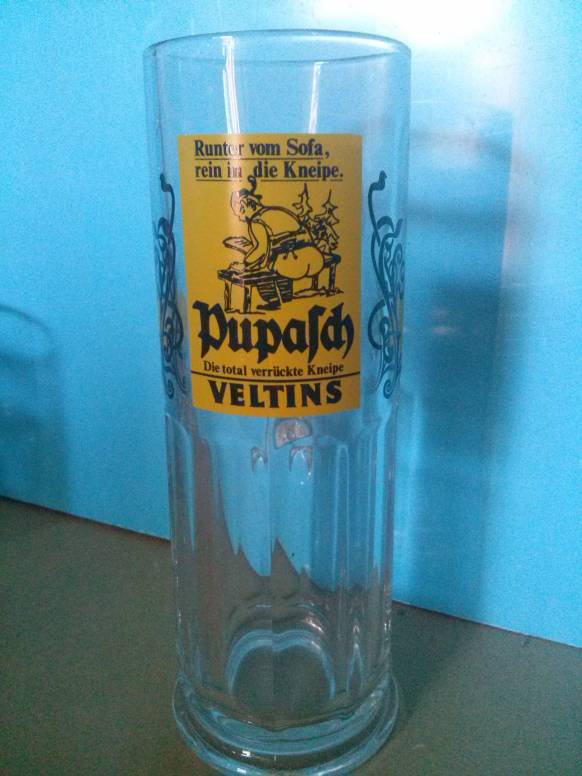 Runter vom Sofa,
rein in die Kneipe.
Pupaſch
Die total verrückte Kneipe
VELTINS